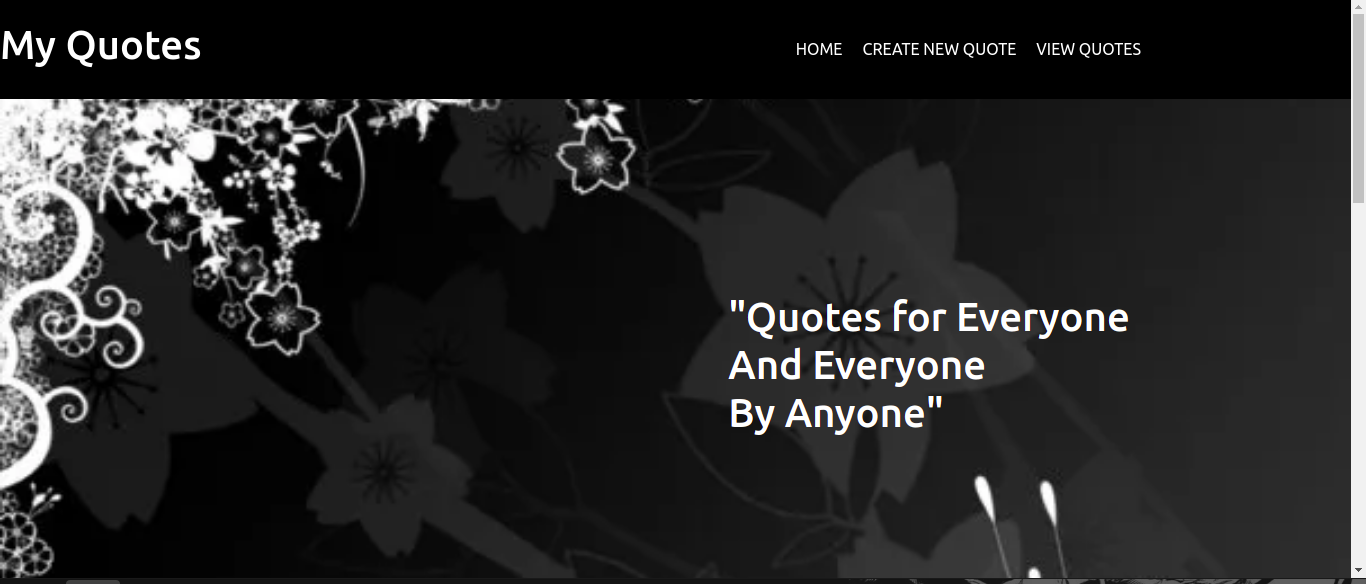 My Quotes
HOME CREATE NEW QUOTE VIEW QUOTES
"Quotes for Everyone
And Everyone
By Anyone"